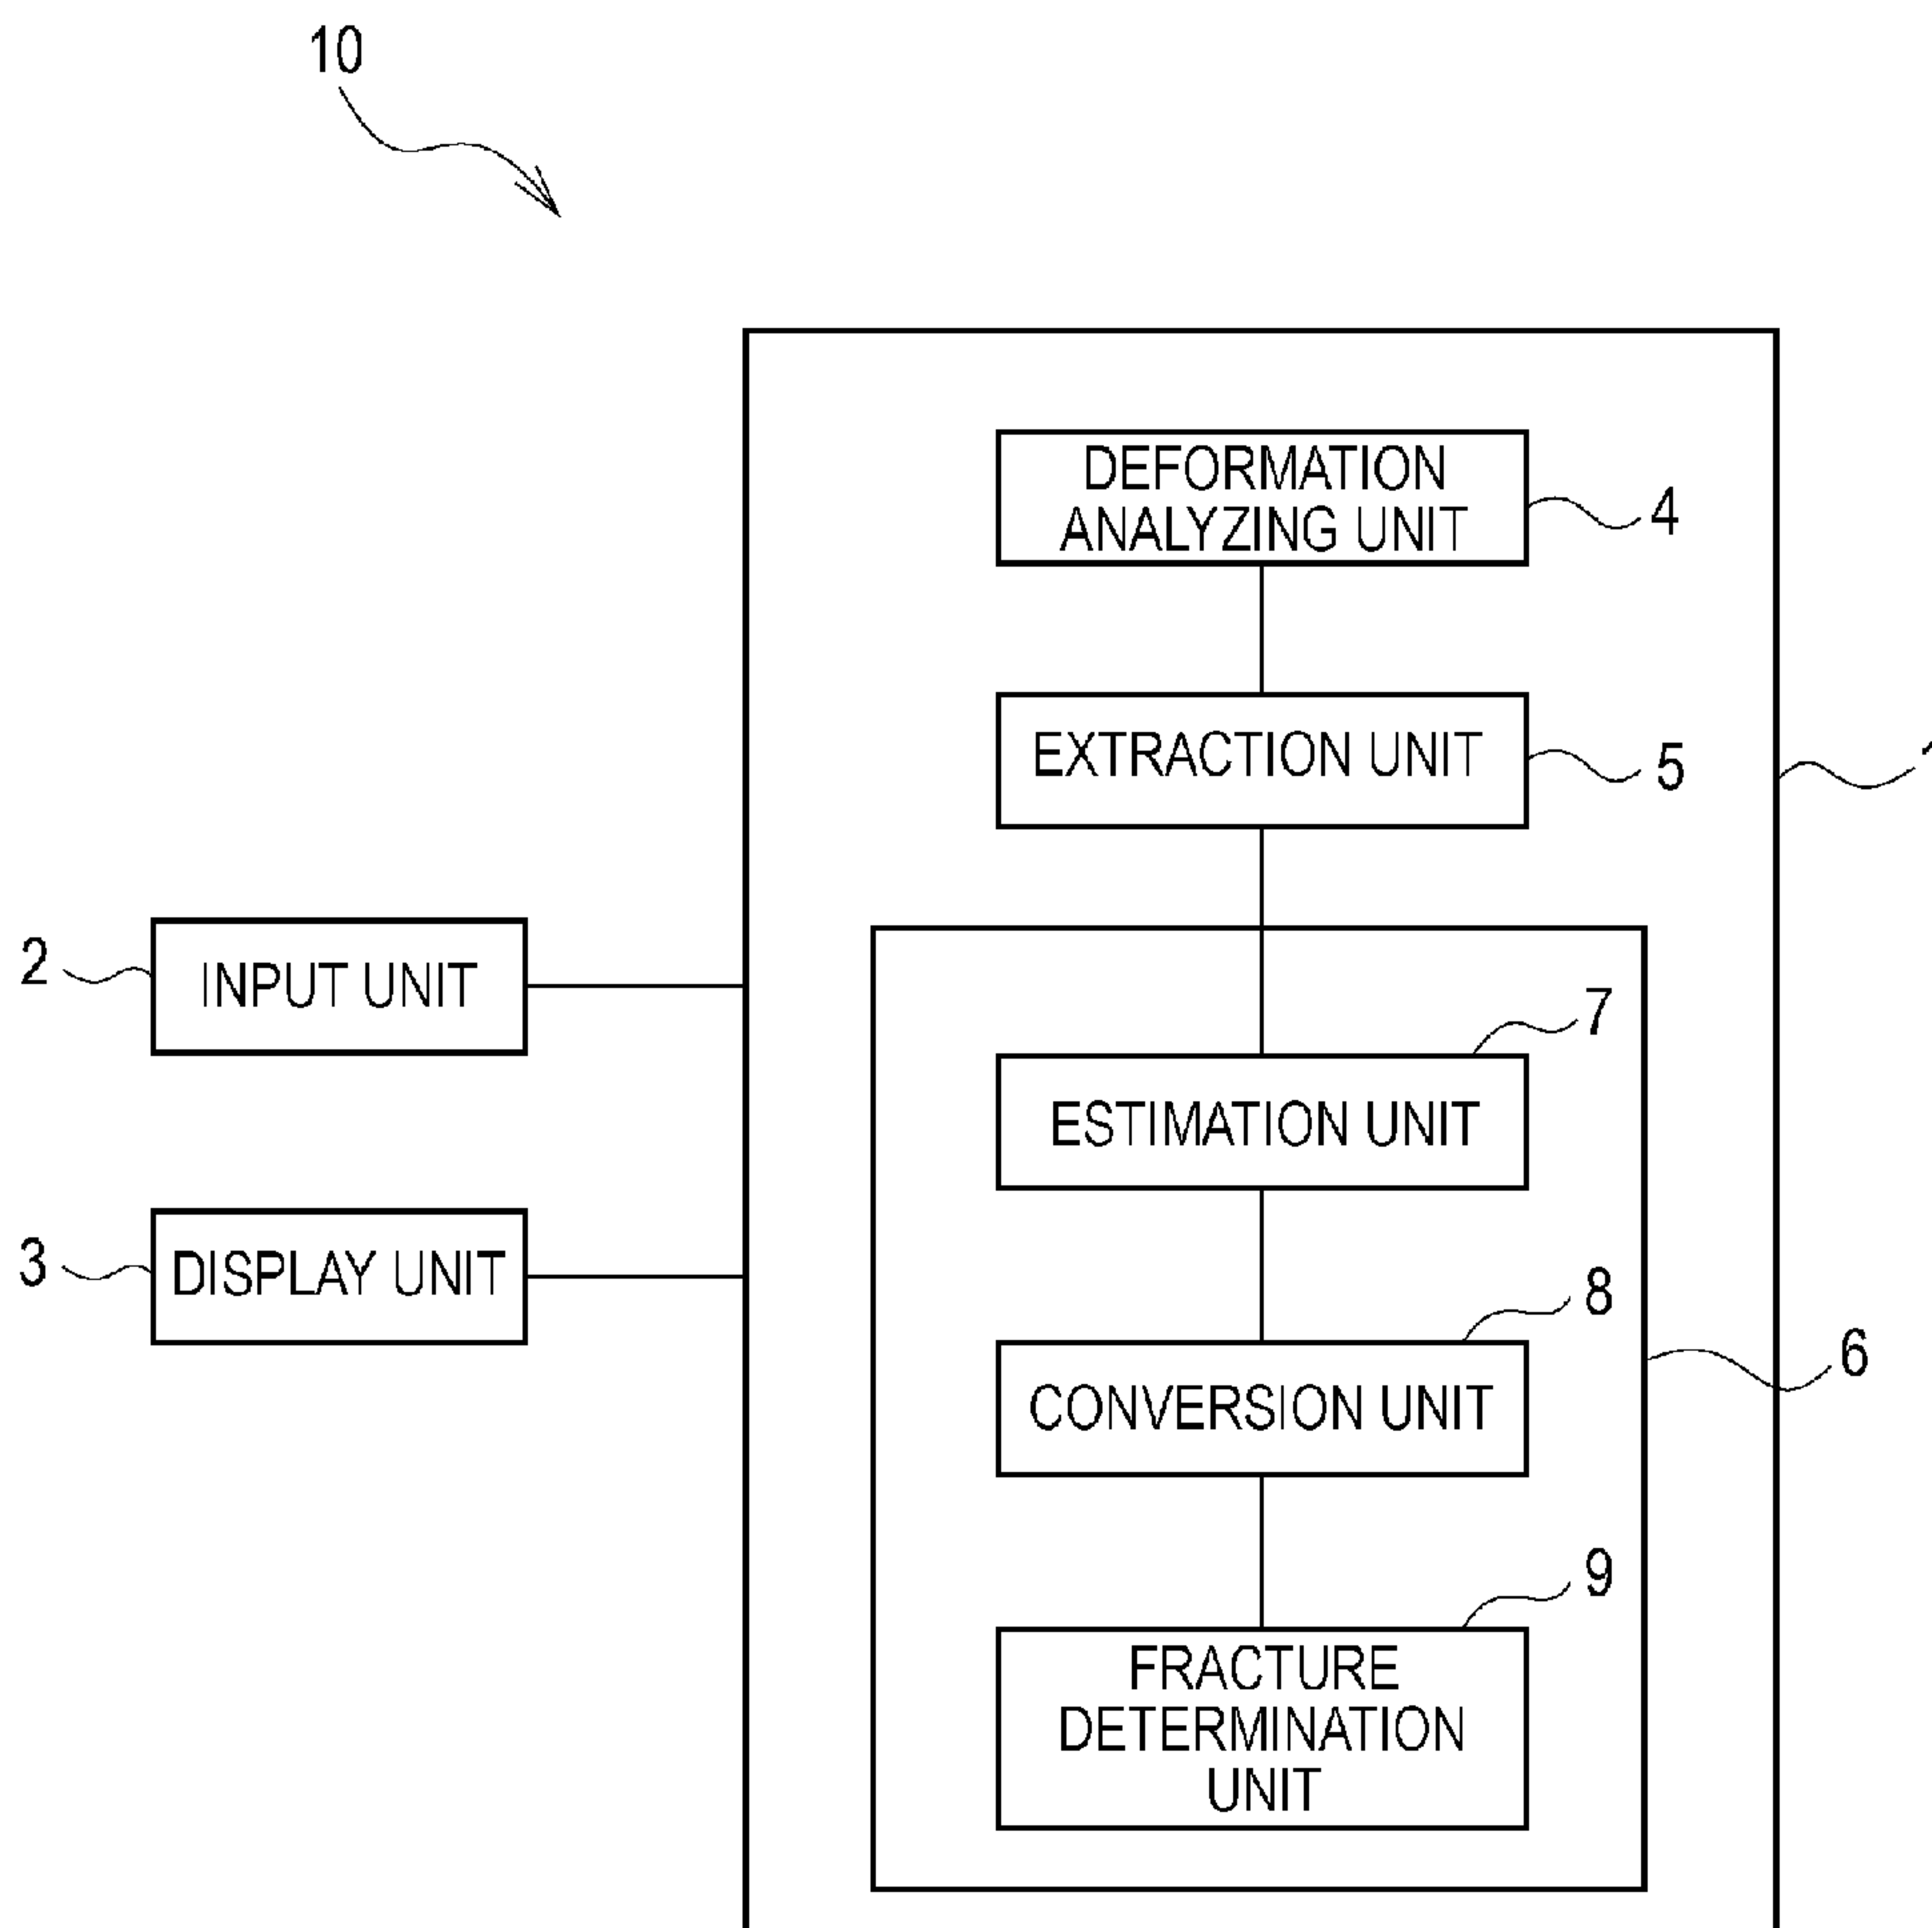 10
DEFORMATION
ANALYZING UNIT
4
EXTRACTION UNIT
5
2
INPUT UNIT
7
ESTIMATION UNIT
3
DISPLAY UNIT
8
CONVERSION UNIT
6
9
FRACTURE
DETERMINATION
UNIT